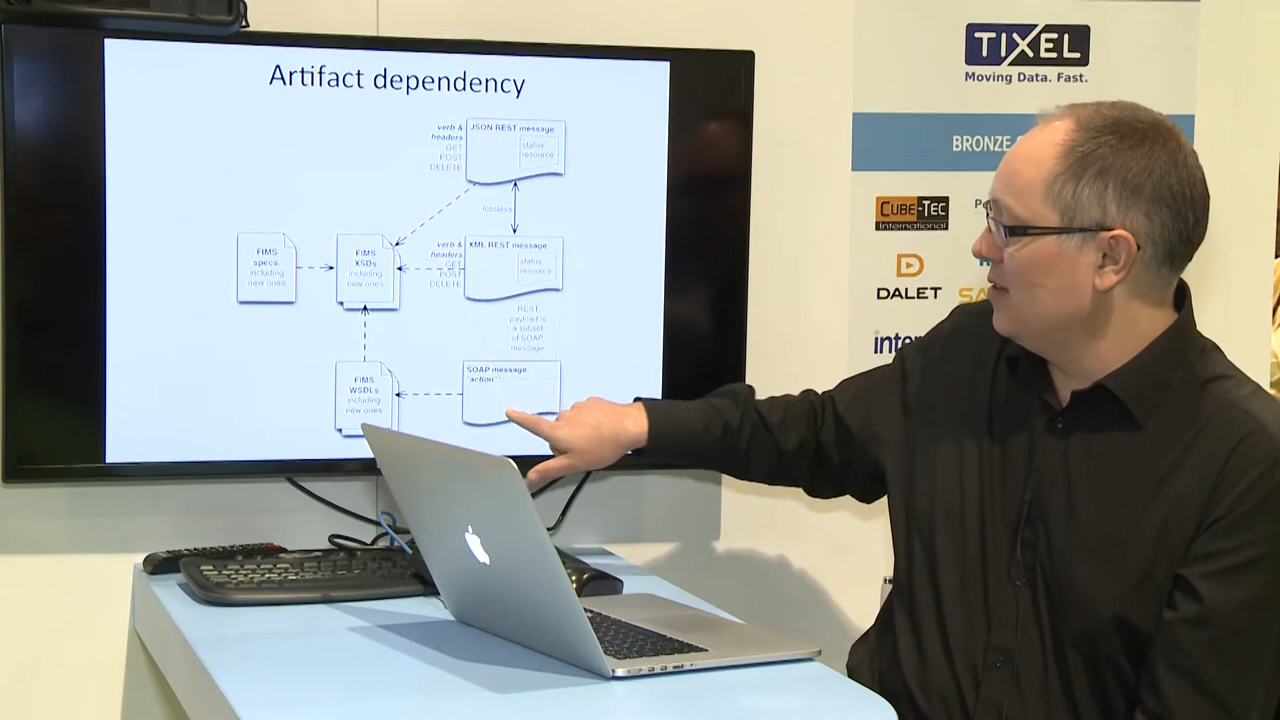 Artifact dependency
verb &
headers
GET
POST
DELETE
JSON REST message
status
resource
lossless
FIMS
specs,
including
new ones
FIMS
XSDs
including
new ones
verb &
headers
GET
POST
DELETE
XML REST message
status
resource
REST
payload is
a subset
of SOAP
message
FIMS
WSDLs
including
new ones
SOAP message
"action"
TIXEL
Moving Data. Fast.
BRONZE
CUBE-TEC
International
DALET